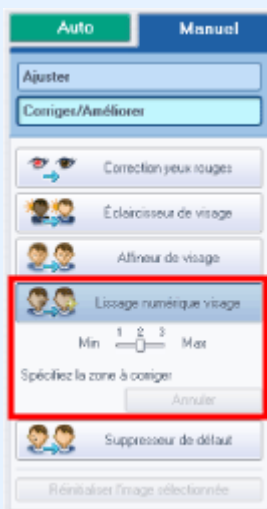 Auto
Manuel
Ajuster
Corriger/Améliorer
Correction yeux rouges
Éclaircisseur de visage
Affineur de visage
Lissage numérique visage
1 2 3
Min Max
Spécifiez la zone à corriger
Annuler
Suppresseur de défaut
Réinitialiser l'image sélectionnée